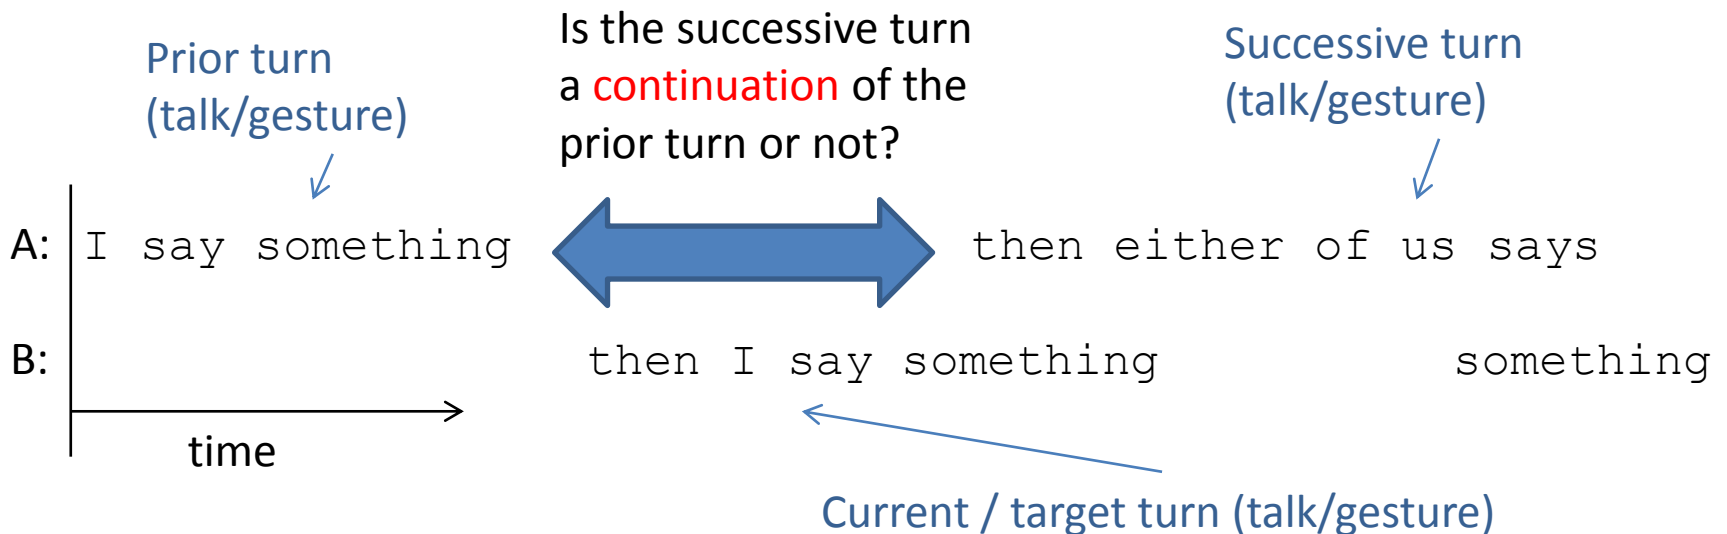 Prior turn
(talk/gesture)
Is the successive turn
a continuation of the
prior turn or not?
Successive turn
(talk/gesture)
A: I say something then either of us says
B: then I say something something
time
Current / target turn (talk/gesture)